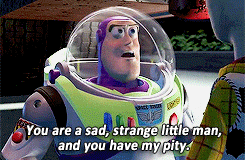 You are a sad, strange little man,
and you have my pity.